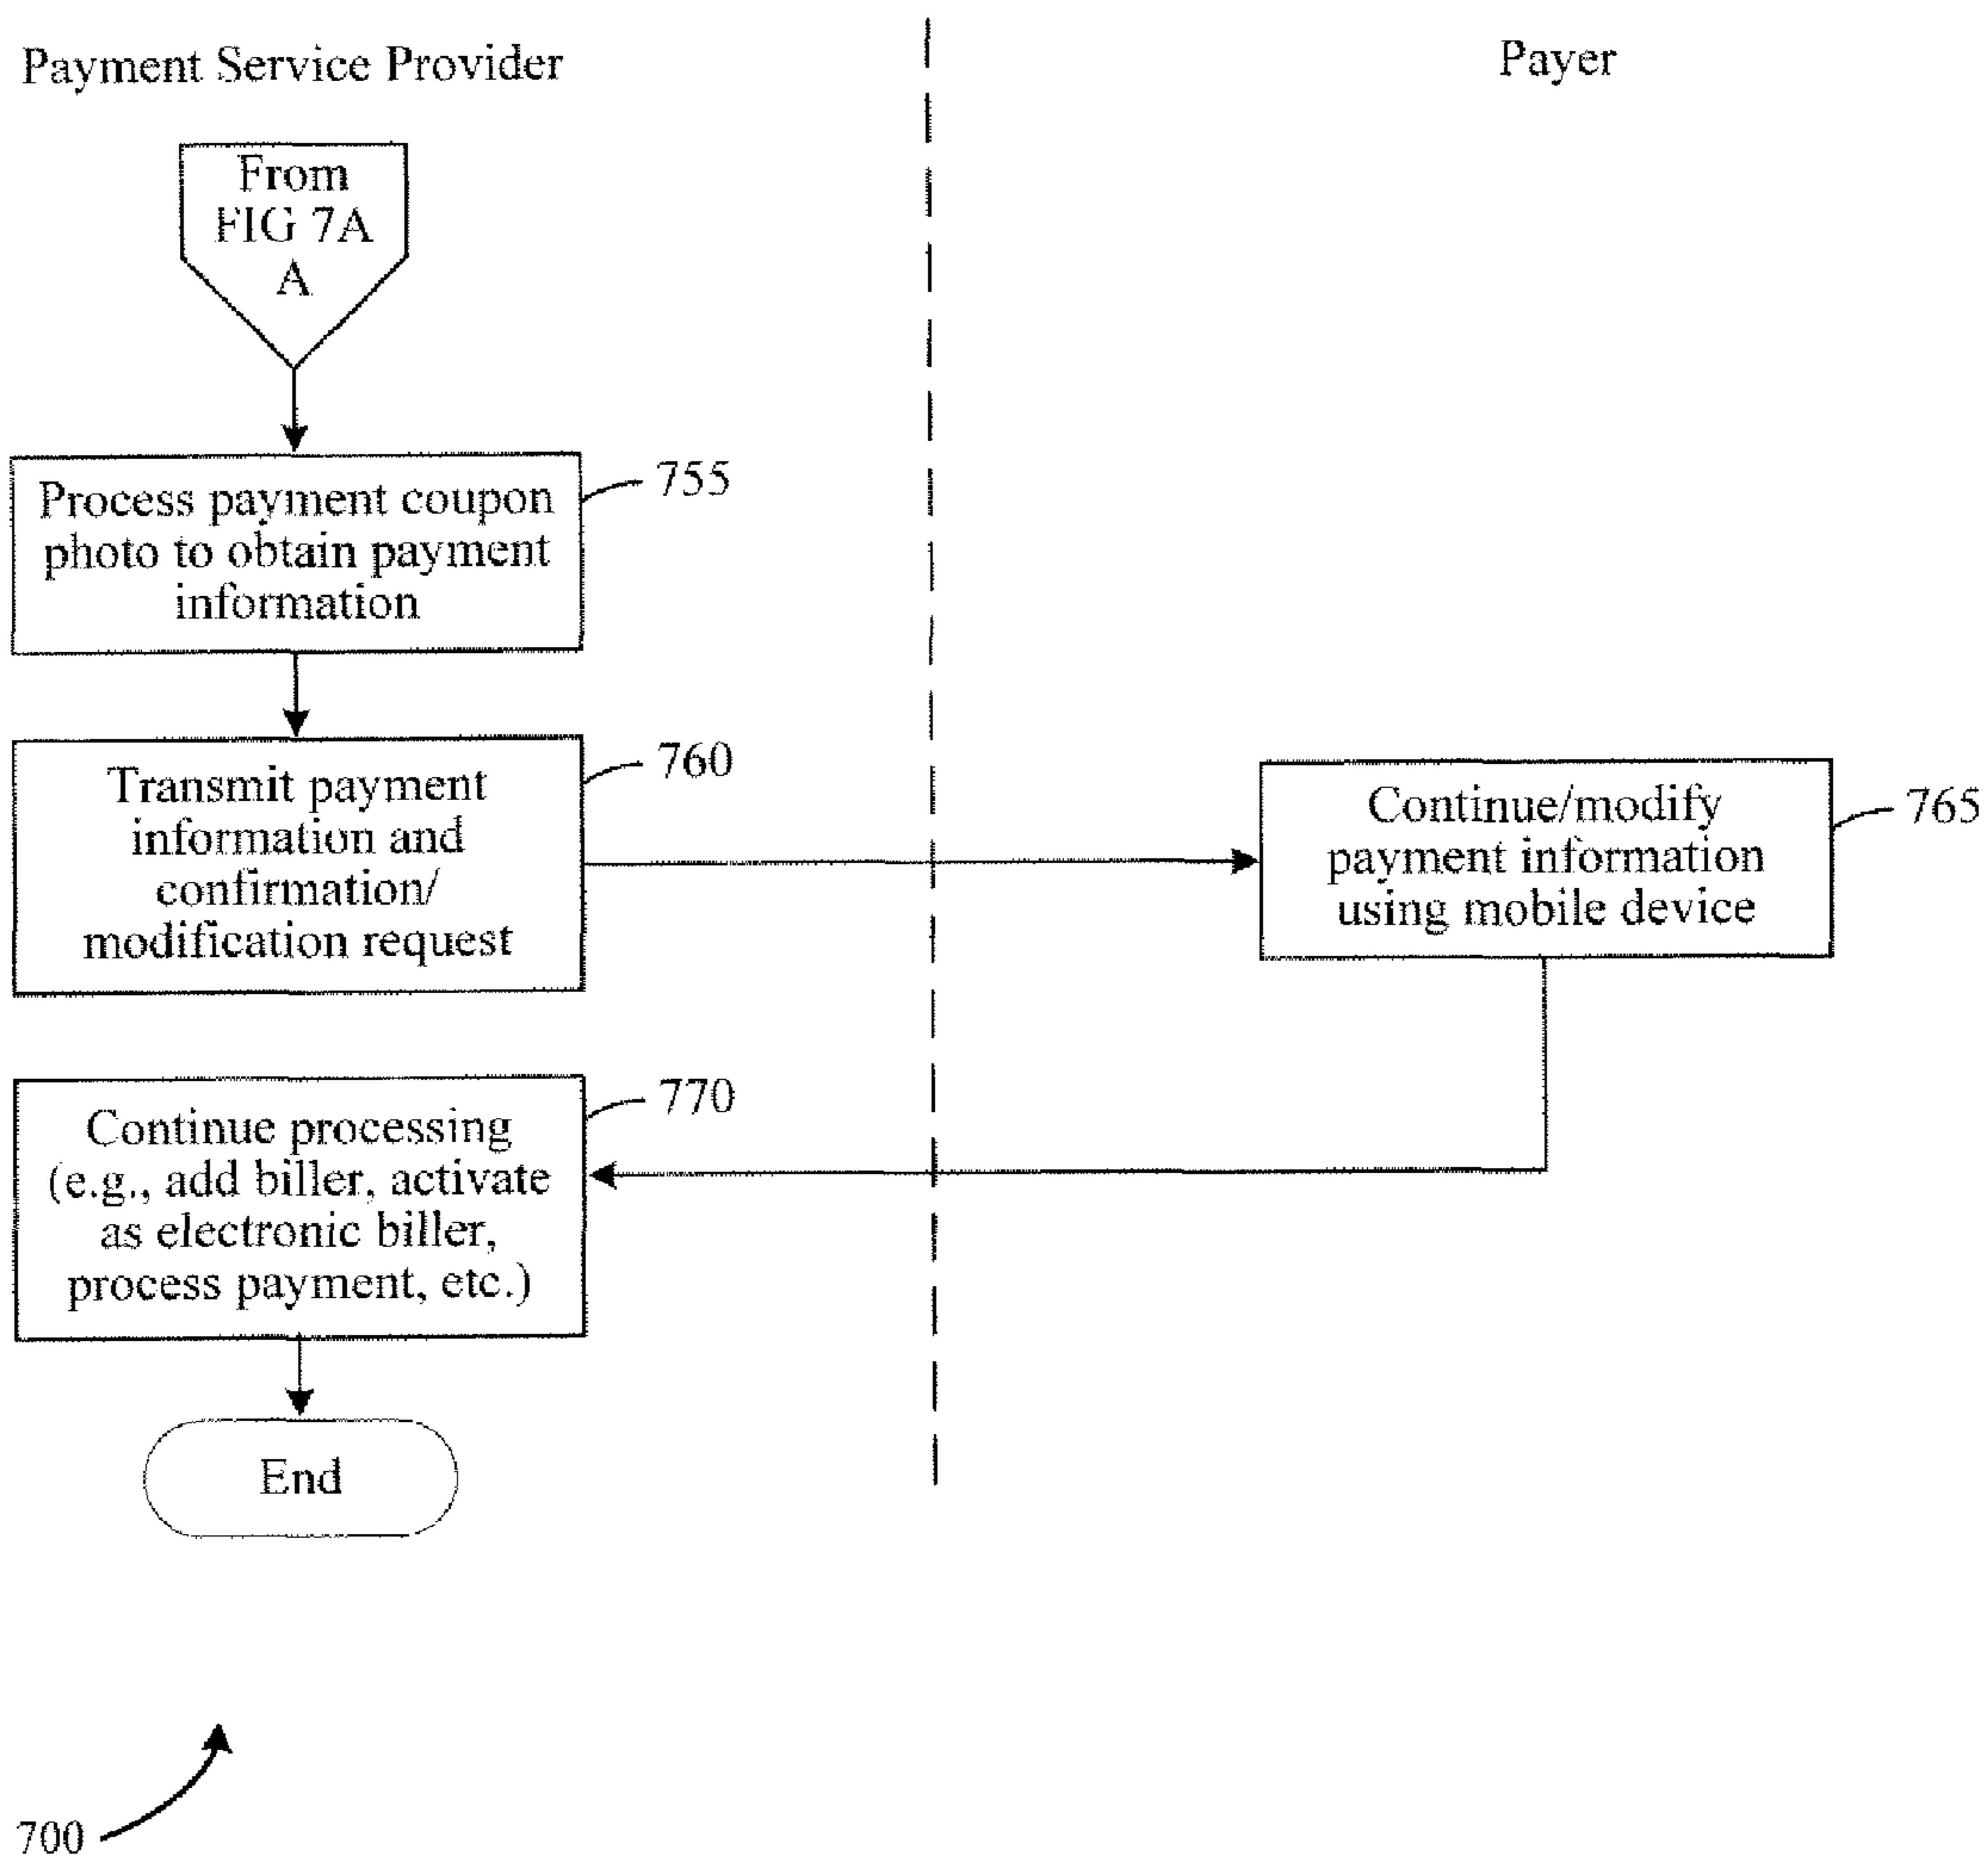 Payment Service Provider
Payer
From
FIG 7A
A
Process payment coupon
photo to obtain payment
information
755
Transmit payment
information and
confirmation/
modification request
760
Continue/modify
payment information
using mobile device
765
Continue processing
(e.g., add biller, activate
as electronic biller,
process payment, etc.)
770
End
700